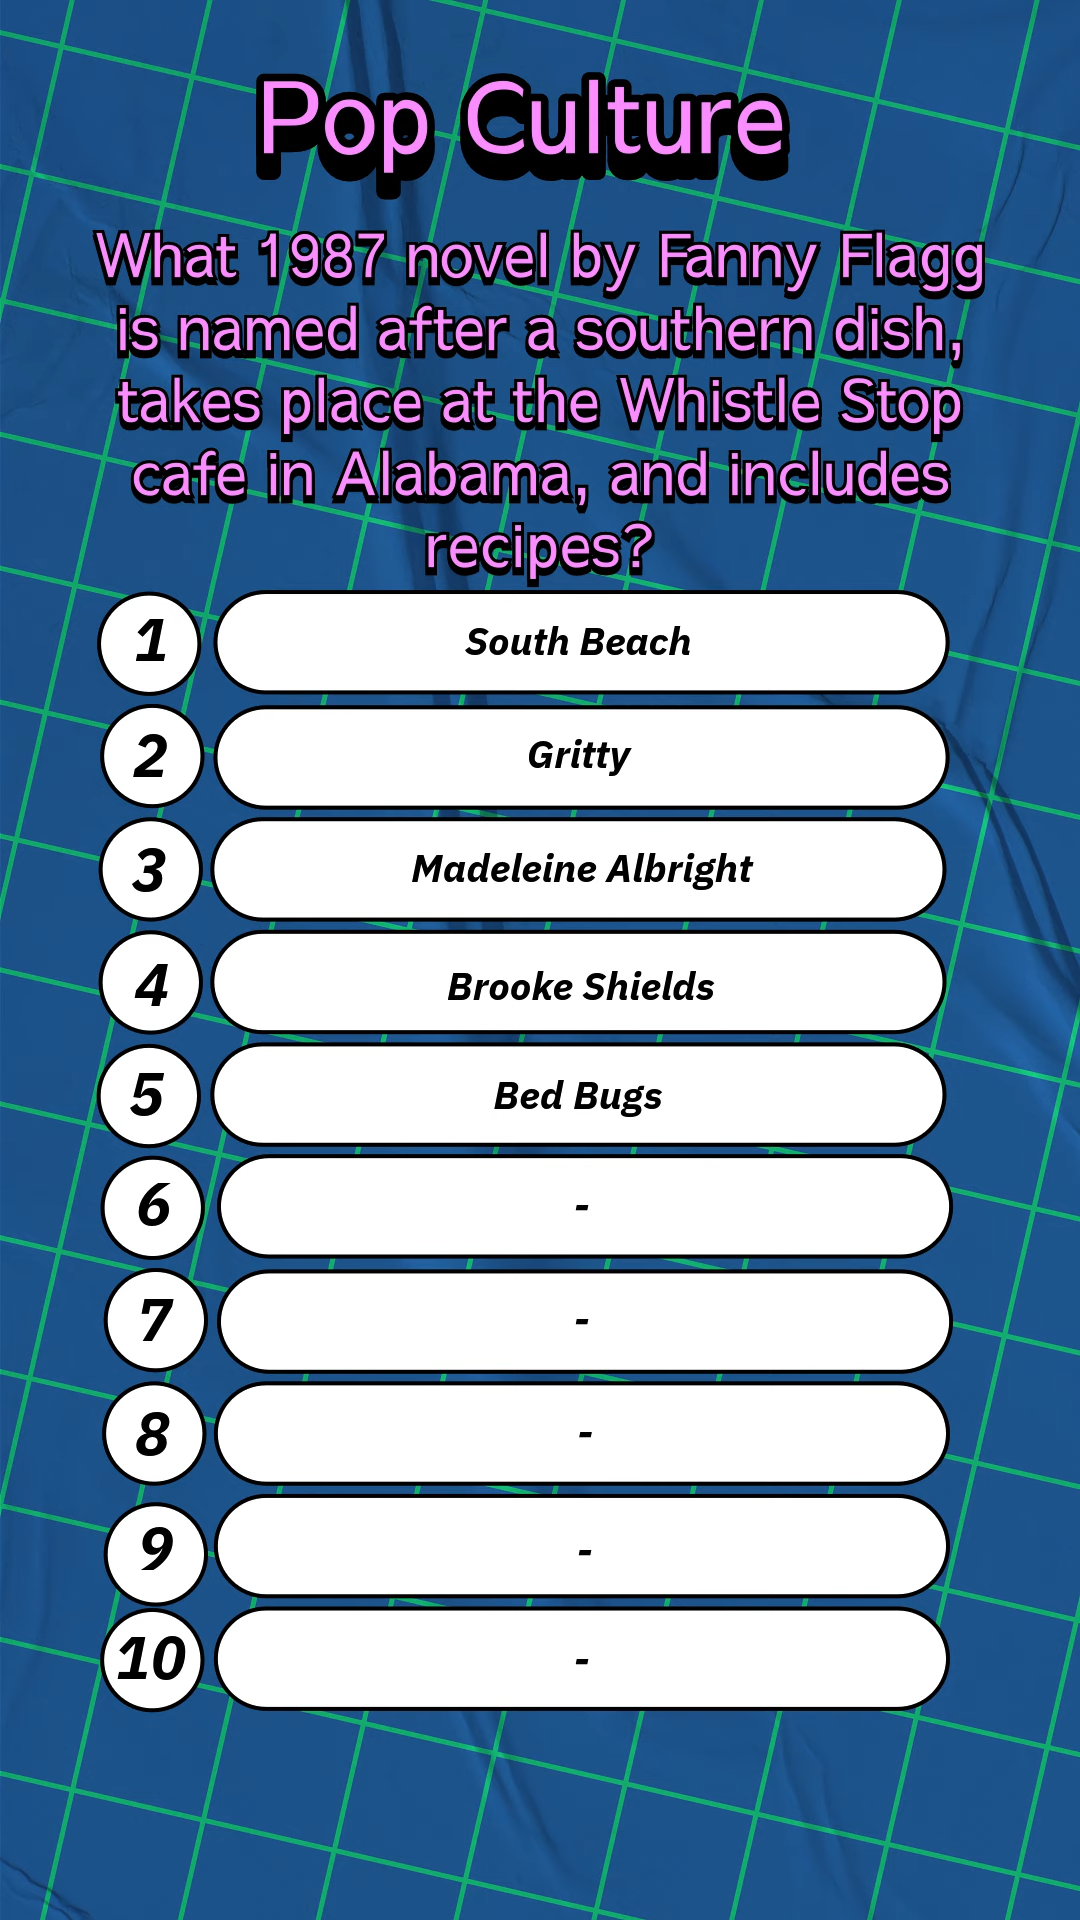 Pop Culture
What 1987 novel by Fanny Flagg
is named after a southern dish,
takes place at the Whistle Stop
cafe in Alabama, and includes
recipes?
1 South Beach
2 Gritty
3 Madeleine Albright
4 Brooke Shields
5 Bed Bugs
6 -
7 -
8 -
9 -
10 -